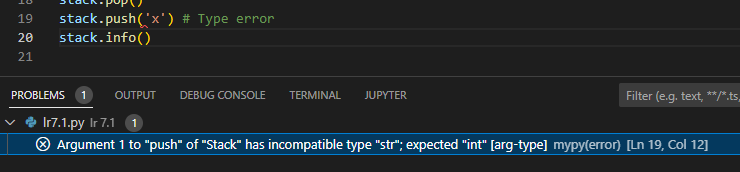 18 stack.pop()
19 stack.push('x') # Type error
20 stack.info()
21
PROBLEMS 1 OUTPUT DEBUG CONSOLE TERMINAL JUPYTER Filter (e.g. text, **/*.ts,
lr7.1.py lr 7.1 1
Argument 1 to "push" of "Stack" has incompatible type "str"; expected "int" [arg-type] mypy(error) [Ln 19, Col 12]